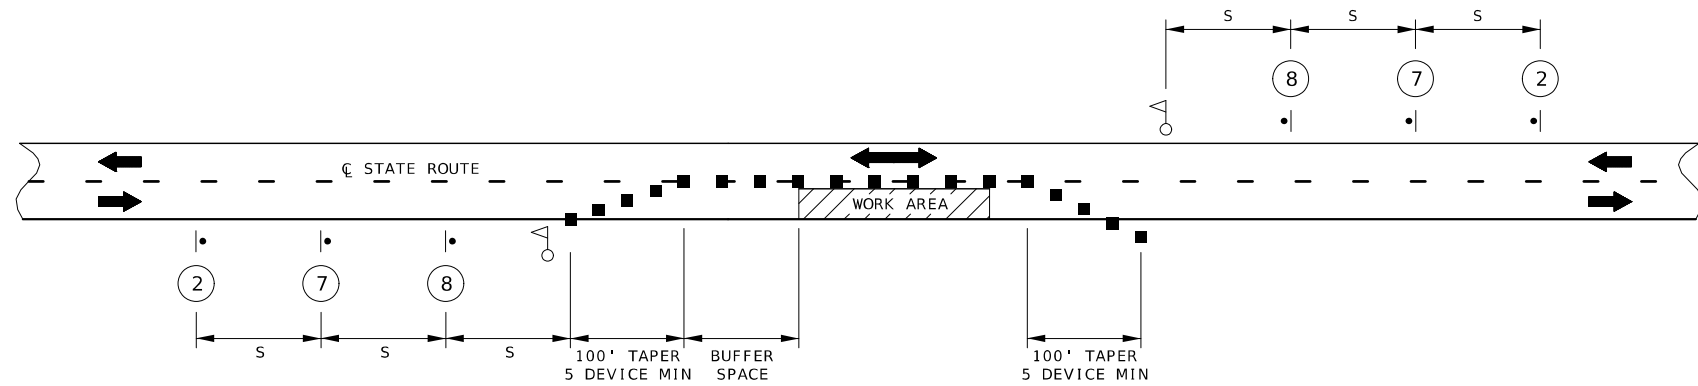 S S S
8 7 2
℄ STATE ROUTE
WORK AREA
2 7 8
S S S
100' TAPER
5 DEVICE MIN
BUFFER
SPACE
100' TAPER
5 DEVICE MIN